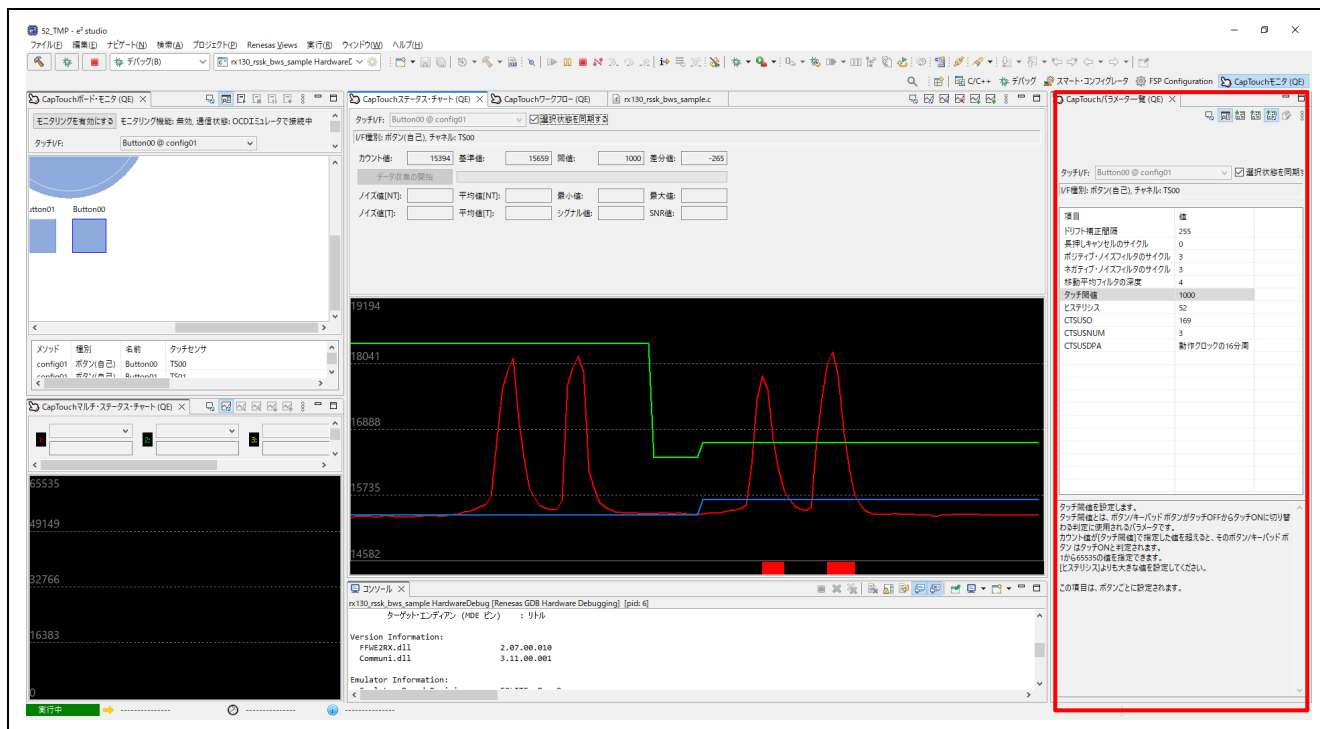 52_TMP - e² studio
ファイル(F) 編集(E) ナビゲート(N) 検索(A) プロジェクト(P) Renesas Views 実行(R) ウィンドウ(W) ヘルプ(H)
デバッグ(B) rx130_rssk_bws_sample HardwareD
C/C++ デバッグ スマート・コンフィグレータ FSP Configuration CapTouchモニタ (QE)
CapTouchボード・モニタ (QE)
モニタリングを有効にする モニタリング機能: 無効, 通信状態: OCDエミュレータで接続中
タッチI/F: Button00 @ config01
utton01 Button00
メソッド 種別 名前 タッチセンサ
config01 ボタン(自己) Button00 TS00
config01 ボタン(自己) Button01 TS01
CapTouchマルチ・ステータス・チャート (QE)
1: 2: 3:
65535
49149
32766
16383
0
CapTouchステータス・チャート (QE) CapTouchワークフロー (QE) rx130_rssk_bws_sample.c
タッチI/F: Button00 @ config01 選択状態を同期する
I/F種別: ボタン(自己), チャネル: TS00
カウント値: 15394 基準値: 15659 閾値: 1000 差分値: -265
データ収集の開始
ノイズ値[NT]: 平均値[NT]: 最小値: 最大値:
ノイズ値[T]: 平均値[T]: シグナル値: SNR値:
19194
18041
16888
15735
14582
コンソール
rx130_rssk_bws_sample HardwareDebug [Renesas GDB Hardware Debugging] [pid: 6]
ターゲット・エンディアン (MDE ピン) : リトル
Version Information:
FFWE2RX.dll 2.07.00.010
Communi.dll 3.11.00.001
Emulator Information:
CapTouchパラメータ一覧 (QE)
タッチI/F: Button00 @ config01 選択状態を同期す
I/F種別: ボタン(自己), チャネル: TS00
項目 値
ドリフト補正間隔 255
長押しキャンセルのサイクル 0
ポジティブ・ノイズフィルタのサイクル 3
ネガティブ・ノイズフィルタのサイクル 3
移動平均フィルタの深度 4
タッチ閾値 1000
ヒステリシス 52
CTSUSO 169
CTSUSNUM 3
CTSUSDPA 動作クロックの16分周
タッチ閾値を設定します。
タッチ閾値とは、ボタン/キーパッド ボタンがタッチOFFからタッチONに切り替
わる判定に使用されるパラメータです。
カウント値が[タッチ閾値]で指定した値を超えると、そのボタン/キーパッド ボ
タン はタッチONと判定されます。
1から65535の値を指定できます。
[ヒステリシス]よりも大きな値を設定してください。
この項目は、ボタンごとに設定されます。
実行中 --------------- --------------- ---------------